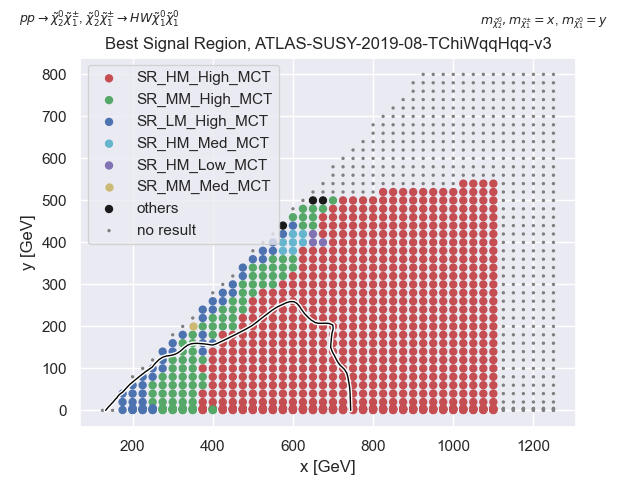 pp → χ̃⁰₂χ̃±₁, χ̃⁰₂χ̃±₁ → HWχ̃⁰₁χ̃⁰₁
m_χ̃⁰₂, m_χ̃±₁ = x, m_χ̃⁰₁ = y
Best Signal Region, ATLAS-SUSY-2019-08-TChiWqqHqq-v3
SR_HM_High_MCT
SR_MM_High_MCT
SR_LM_High_MCT
SR_HM_Med_MCT
SR_HM_Low_MCT
SR_MM_Med_MCT
others
no result
y [GeV]
800
700
600
500
400
300
200
100
0
200 400 600 800 1000 1200
x [GeV]